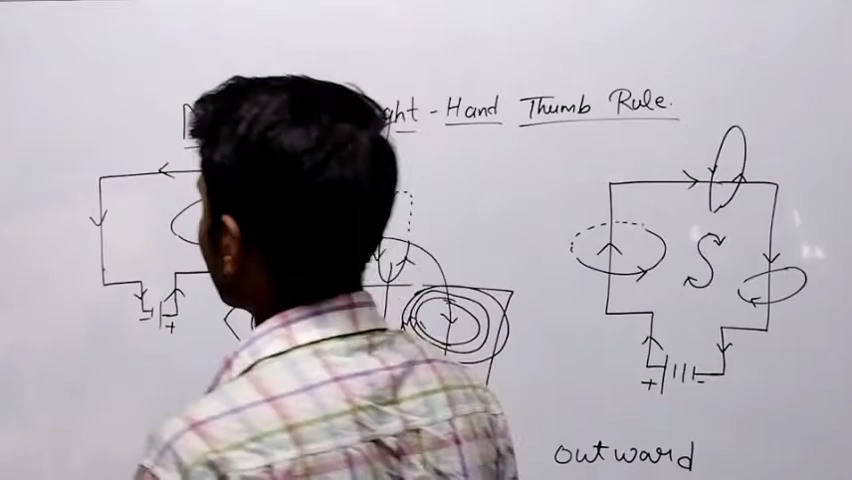 - Hand Thumb Rule.
S
- +
+ -
outward